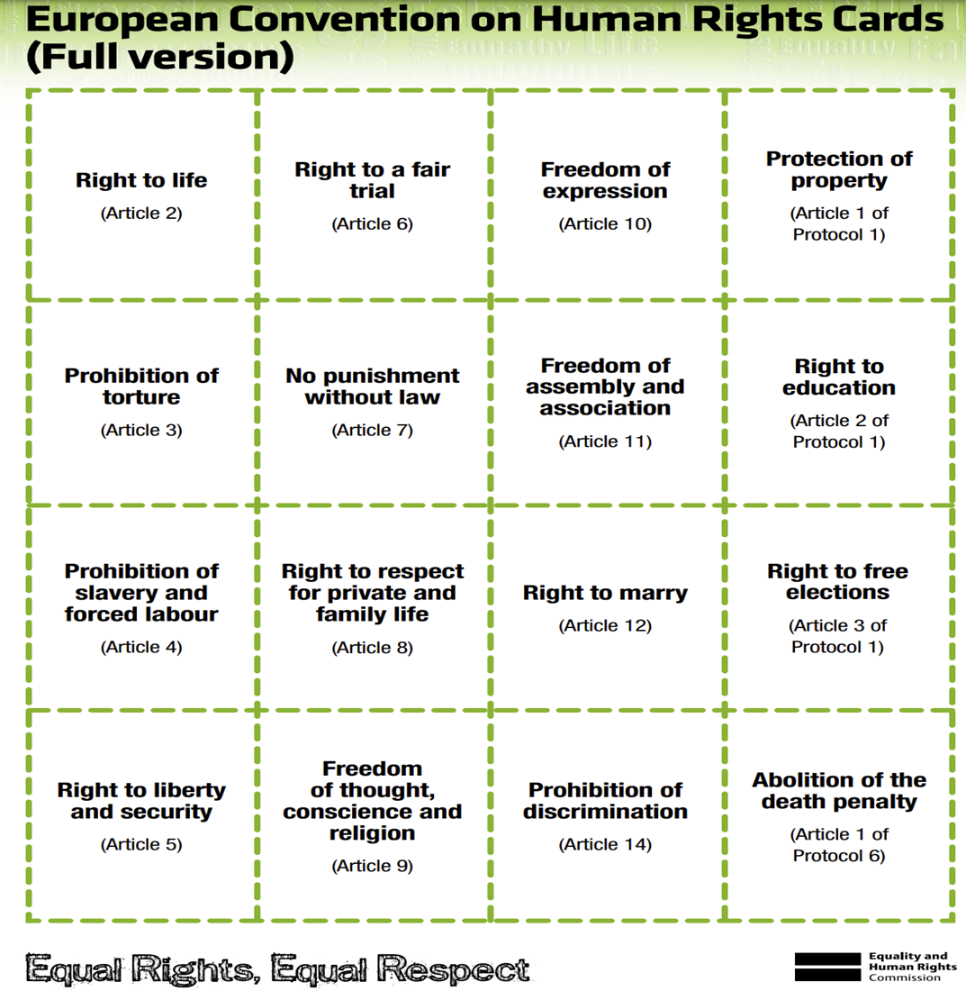 European Convention on Human Rights Cards
(Full version)
Right to life
(Article 2)
Right to a fair
trial
(Article 6)
Freedom of
expression
(Article 10)
Protection of
property
(Article 1 of
Protocol 1)
Prohibition of
torture
(Article 3)
No punishment
without law
(Article 7)
Freedom of
assembly and
association
(Article 11)
Right to
education
(Article 2 of
Protocol 1)
Prohibition of
slavery and
forced labour
(Article 4)
Right to respect
for private and
family life
(Article 8)
Right to marry
(Article 12)
Right to free
elections
(Article 3 of
Protocol 1)
Right to liberty
and security
(Article 5)
Freedom
of thought,
conscience and
religion
(Article 9)
Prohibition of
discrimination
(Article 14)
Abolition of the
death penalty
(Article 1 of
Protocol 6)
Equal Rights, Equal Respect
Equality and
Human Rights
Commission